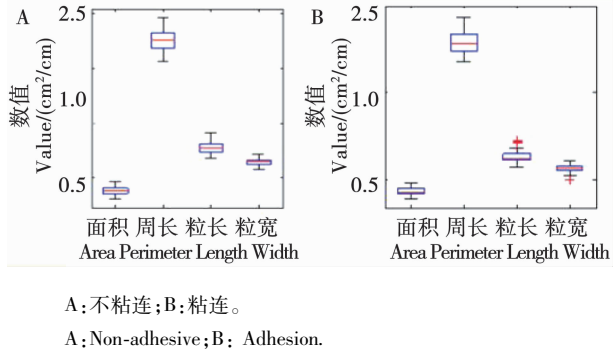 A
数值
Value/(cm²/cm)
2.5
1.0
0.5
面积 周长 粒长 粒宽
Area Perimeter Length Width
B
数值
Value/(cm²/cm)
2.5
1.0
0.5
面积 周长 粒长 粒宽
Area Perimeter Length Width
A:不粘连;B:粘连。
A:Non-adhesive;B: Adhesion.